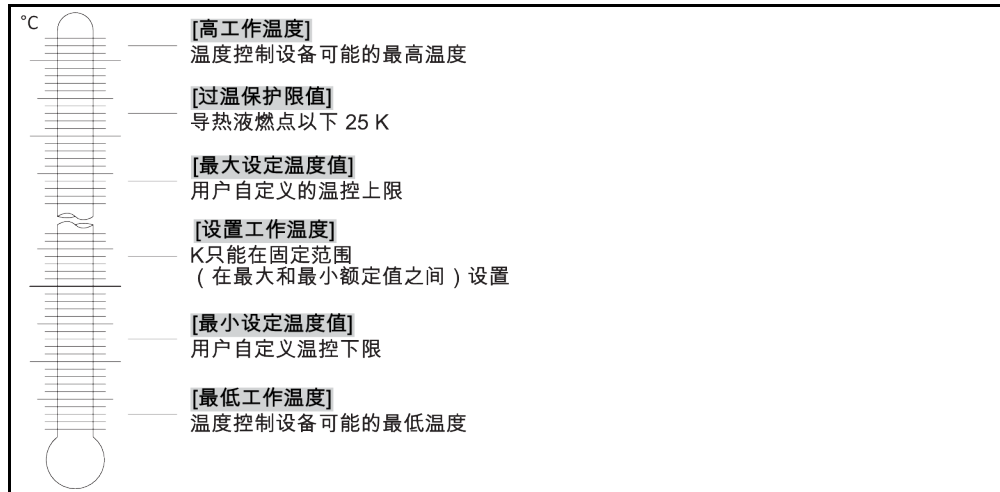 °C
[高工作温度]
温度控制设备可能的最高温度
[过温保护限值]
导热液燃点以下 25 K
[最大设定温度值]
用户自定义的温控上限
[设置工作温度]
K只能在固定范围
（在最大和最小额定值之间）设置
[最小设定温度值]
用户自定义温控下限
[最低工作温度]
温度控制设备可能的最低温度